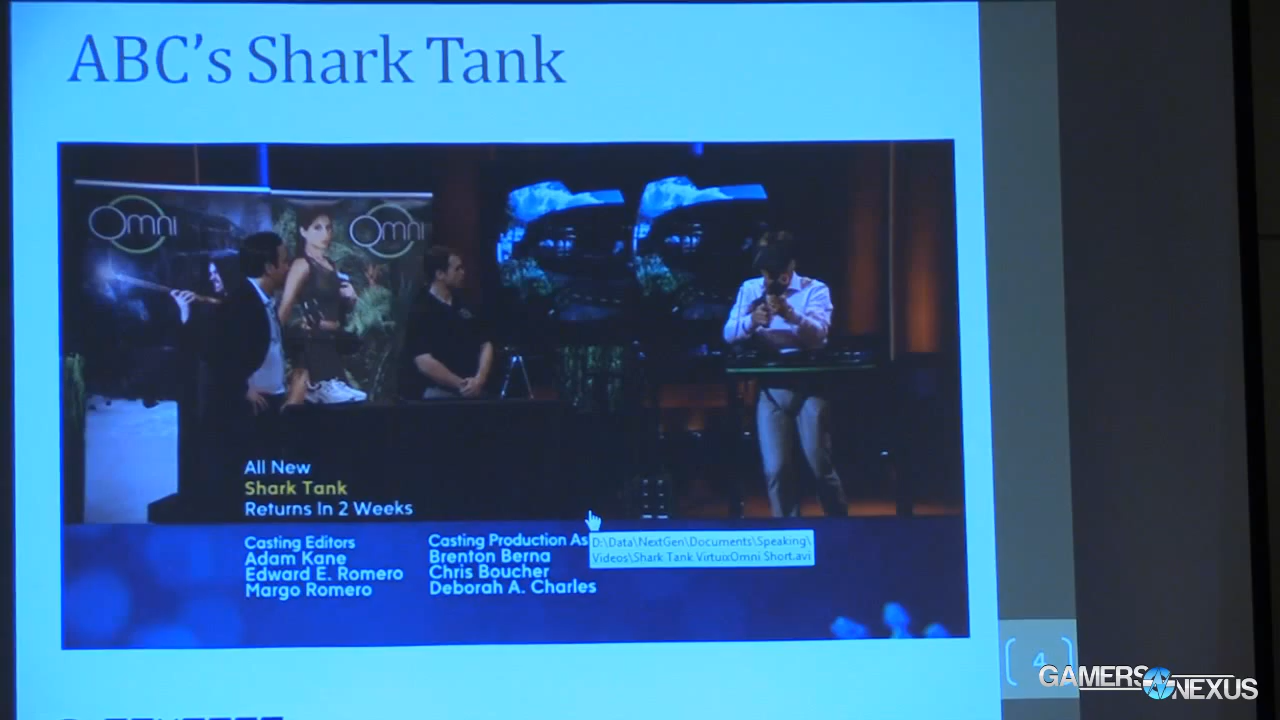 ABC's Shark Tank
Omni
Omni
All New
Shark Tank
Returns In 2 Weeks
Casting Editors
Adam Kane
Edward E. Romero
Margo Romero
Casting Production As
Brenton Berna
Chris Boucher
Deborah A. Charles
D:\Data\NextGen\Documents\Speaking\
Videos\Shark Tank VirtuixOmni Short.avi
4
GAMERS NEXUS